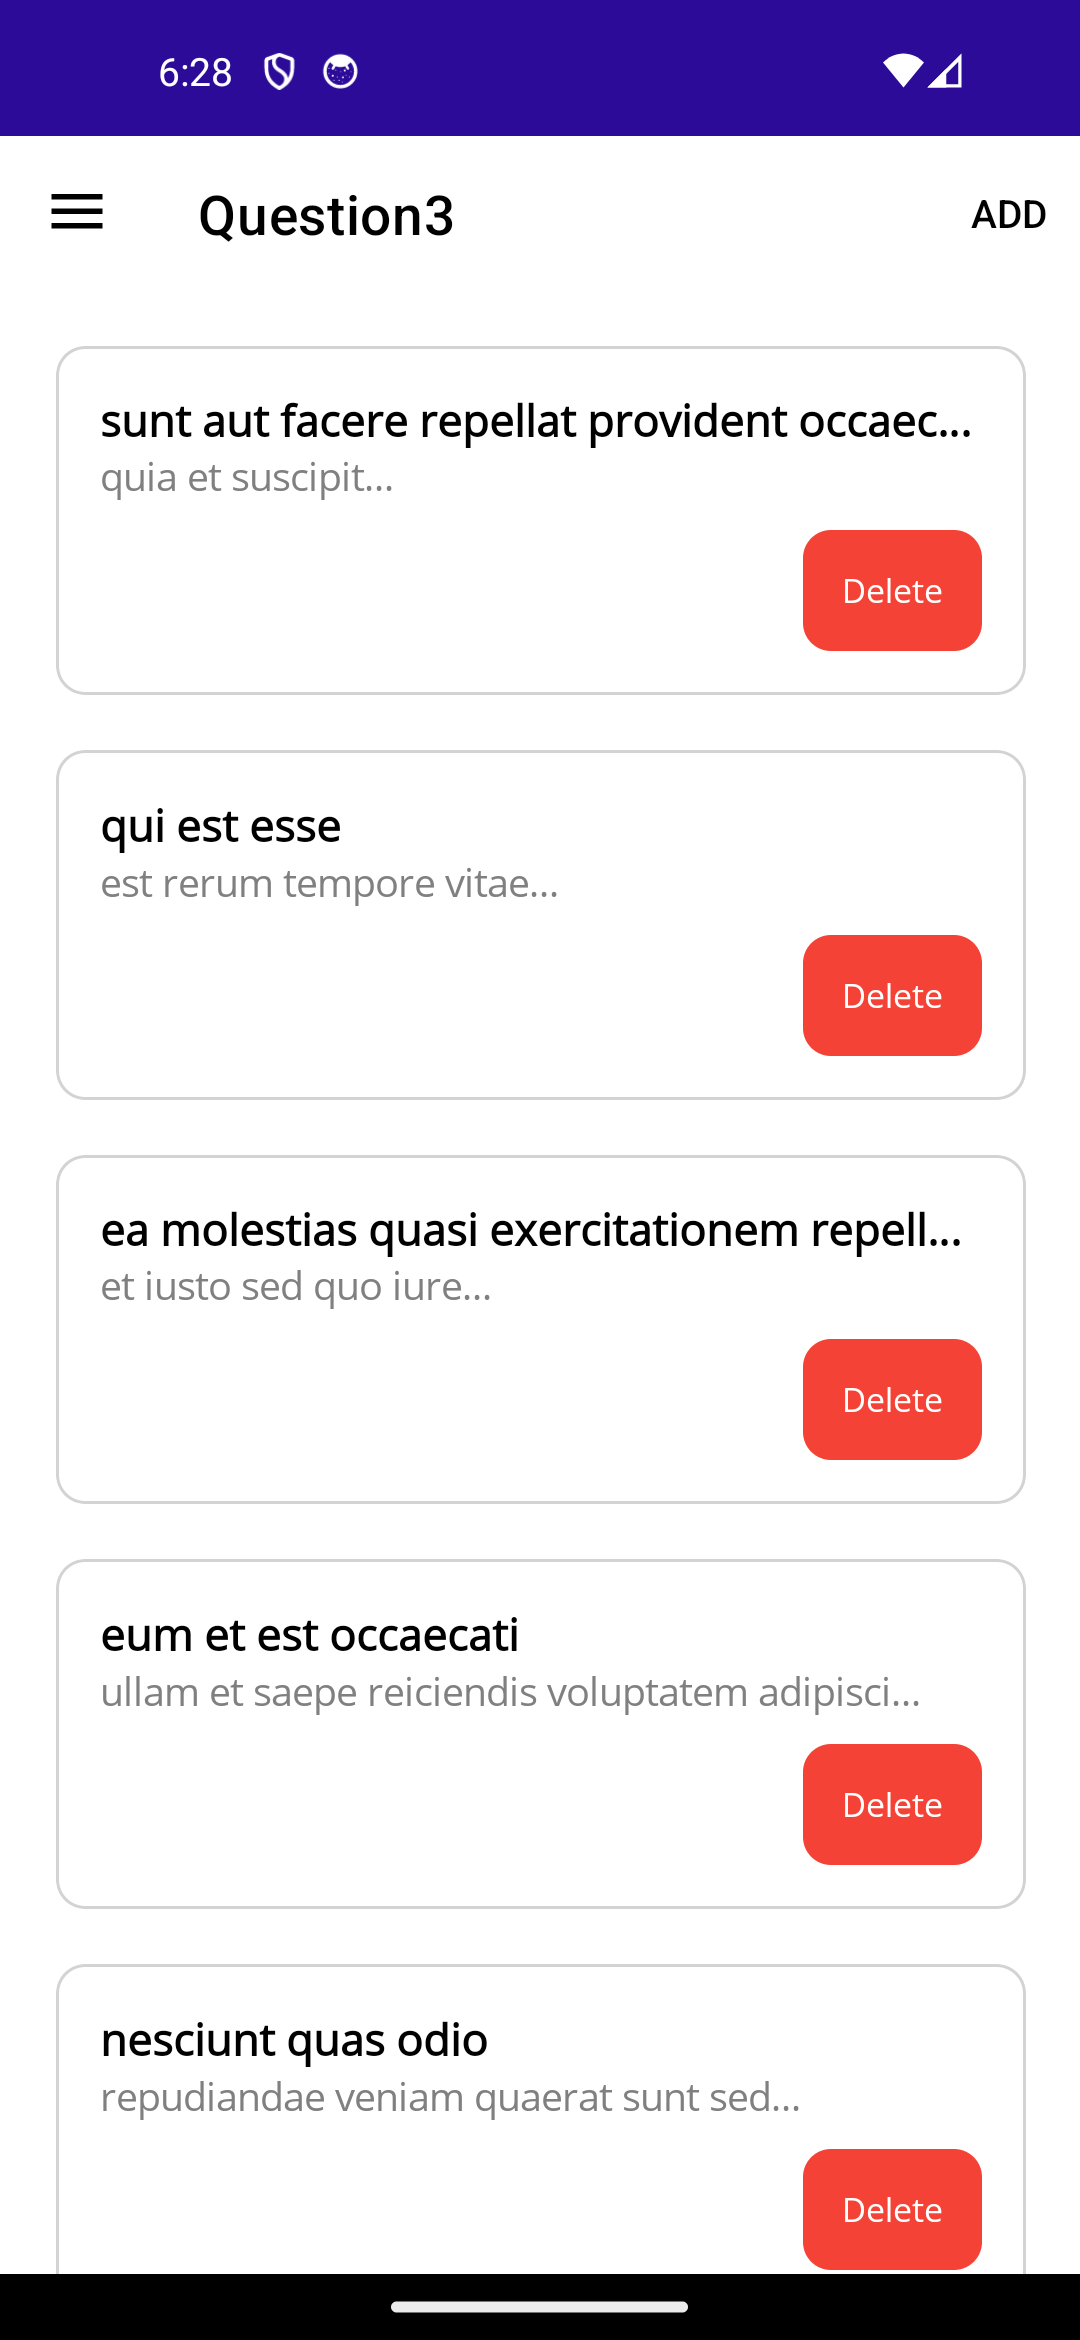 6:28
Question3
ADD
sunt aut facere repellat provident occaec...
quia et suscipit...
Delete
qui est esse
est rerum tempore vitae...
Delete
ea molestias quasi exercitationem repell...
et iusto sed quo iure...
Delete
eum et est occaecati
ullam et saepe reiciendis voluptatem adipisci...
Delete
nesciunt quas odio
repudiandae veniam quaerat sunt sed...
Delete